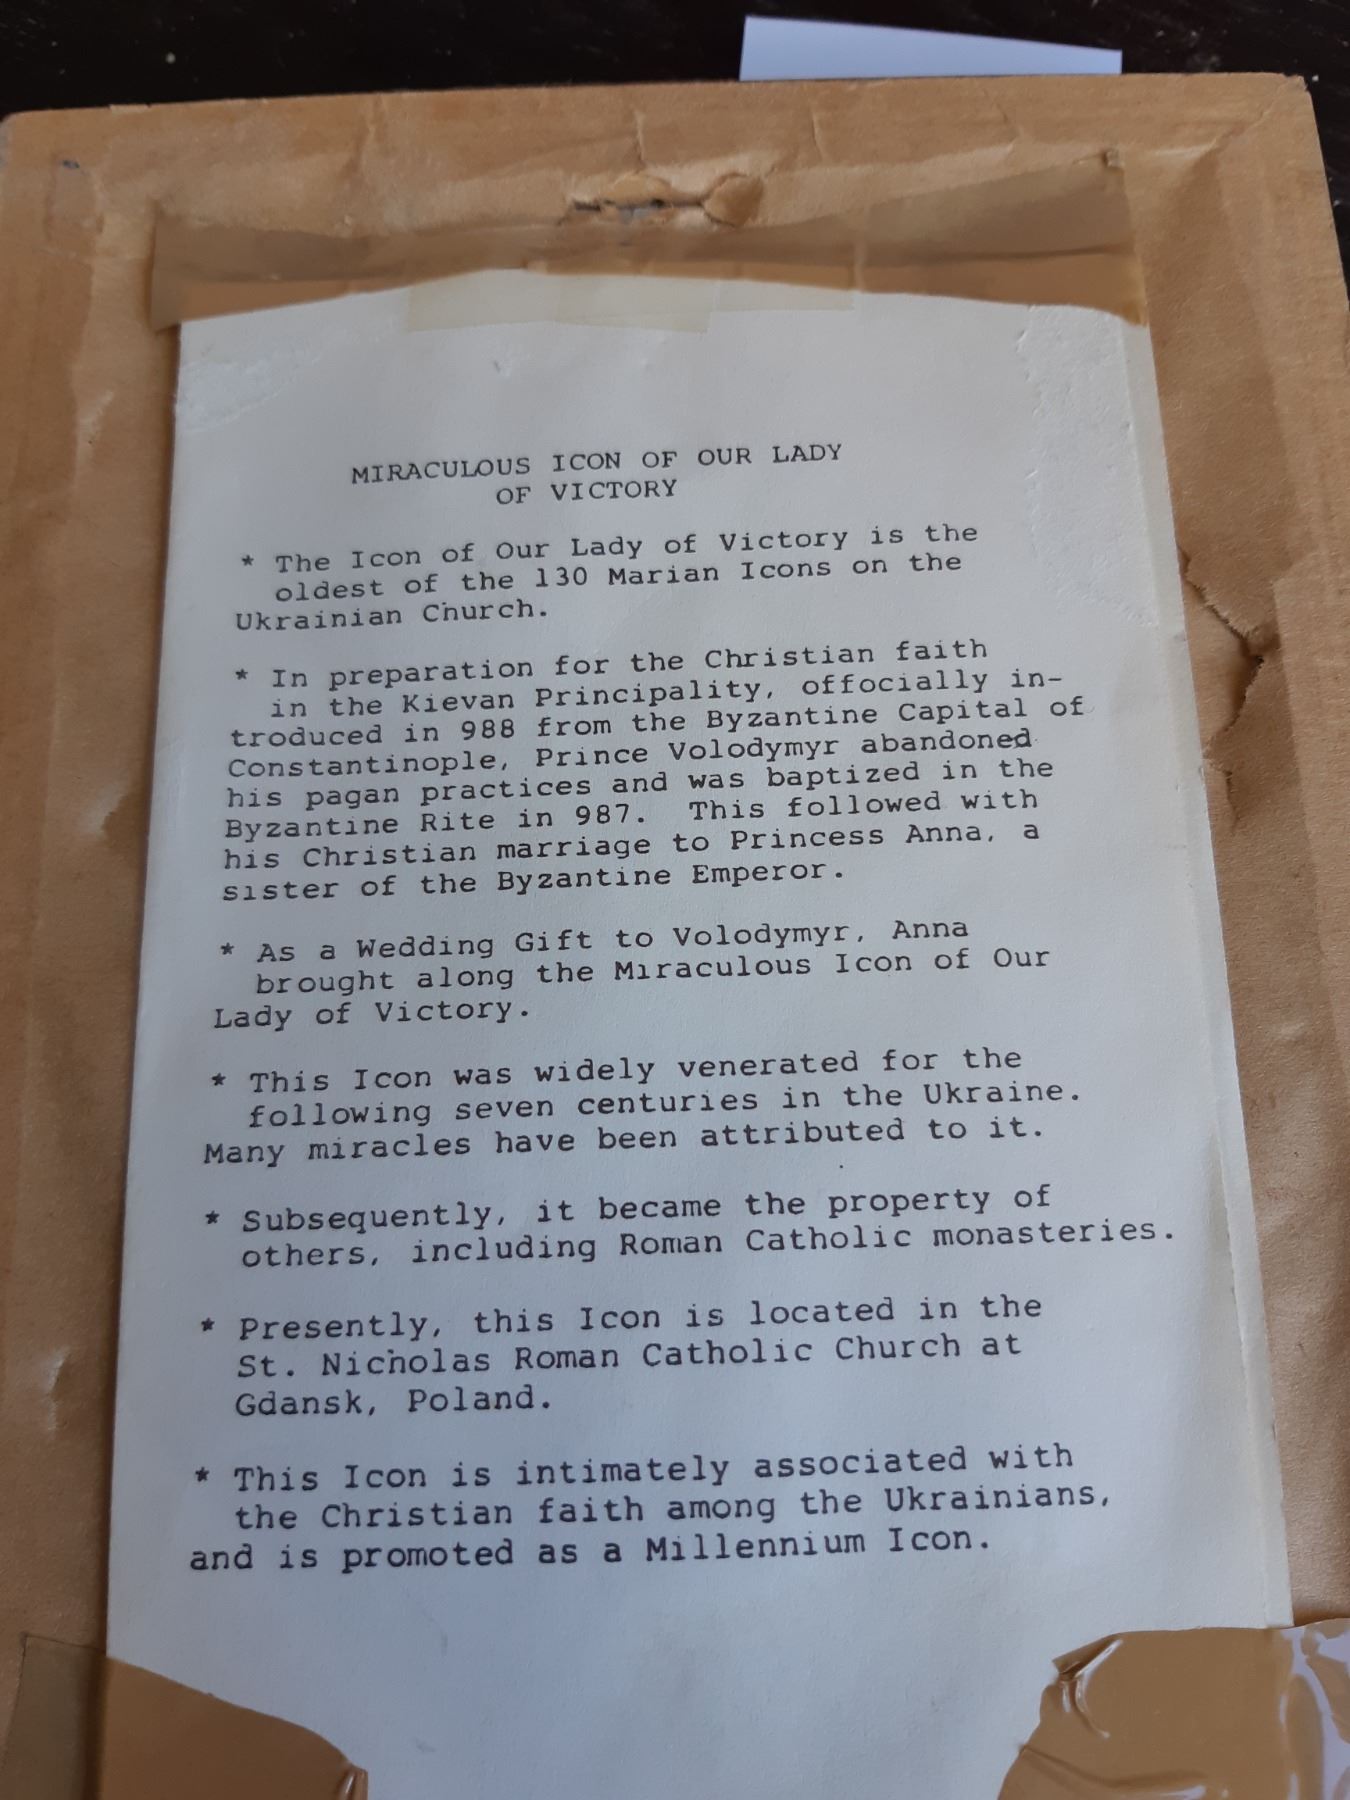 MIRACULOUS ICON OF OUR LADY
OF VICTORY
* The Icon of Our Lady of Victory is the
oldest of the 130 Marian Icons on the
Ukrainian Church.
* In preparation for the Christian faith
in the Kievan Principality, offocially in-
troduced in 988 from the Byzantine Capital of
Constantinople, Prince Volodymyr abandoned
his pagan practices and was baptized in the
Byzantine Rite in 987. This followed with
his Christian marriage to Princess Anna, a
sister of the Byzantine Emperor.
* As a Wedding Gift to Volodymyr, Anna
brought along the Miraculous Icon of Our
Lady of Victory.
* This Icon was widely venerated for the
following seven centuries in the Ukraine.
Many miracles have been attributed to it.
* Subsequently, it became the property of
others, including Roman Catholic monasteries.
* Presently, this Icon is located in the
St. Nicholas Roman Catholic Church at
Gdansk, Poland.
* This Icon is intimately associated with
the Christian faith among the Ukrainians,
and is promoted as a Millennium Icon.